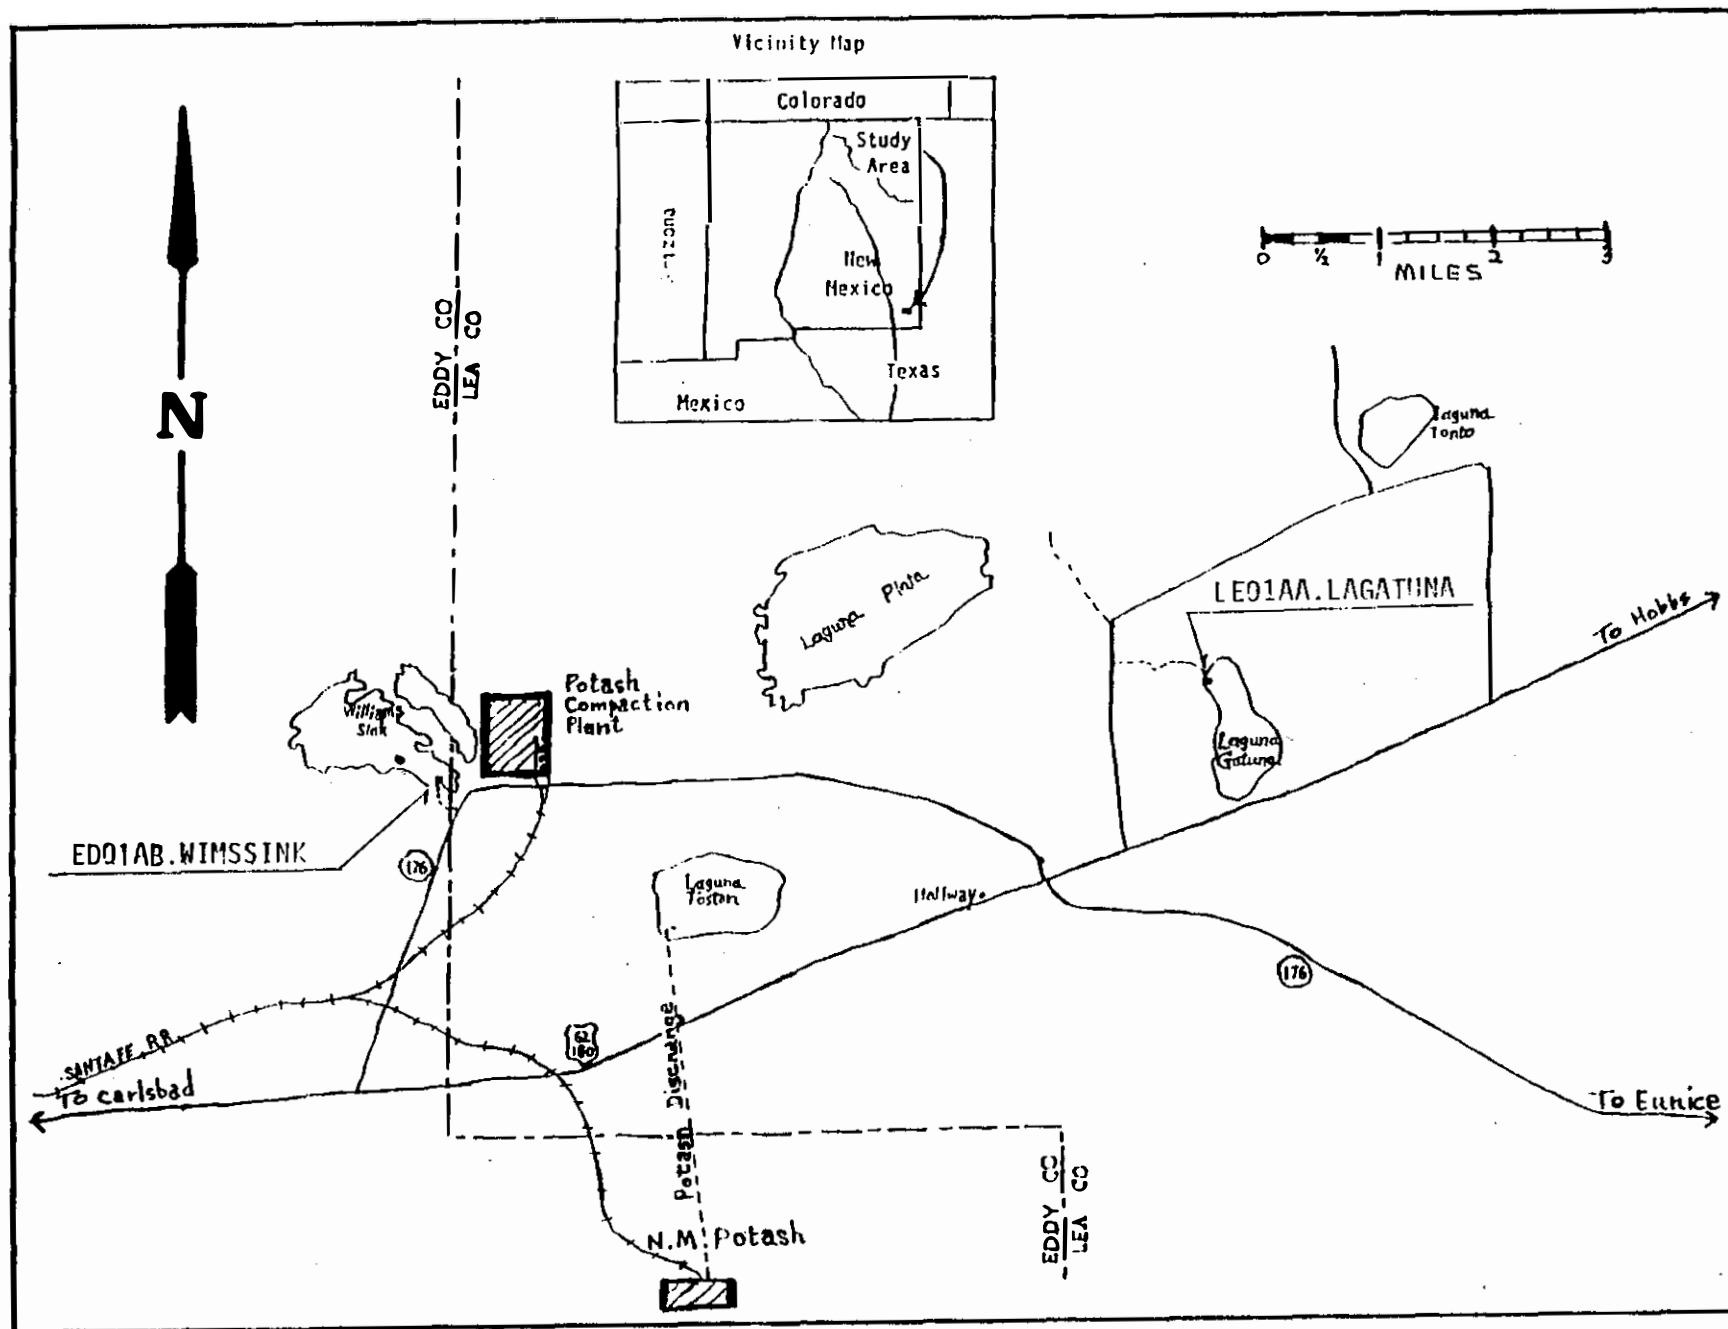 Vicinity Map
Colorado
Study
Area
New
Mexico
Texas
Mexico
N
EDDY CO
LEA CO
0 ½ 1 2 3
MILES
Laguna
Tonto
Laguna Plata
LE01AA.LAGATUNA
To Hobbs
Potash
Compaction
Plant
Williams
Sink
Laguna
Gatuna
ED01AB.WIMSSINK
176
Laguna
Toston
Halfway
176
SANTA FE RR
62
180
To Carlsbad
Potash Discharge
To Eunice
EDDY CO
LEA CO
N.M. Potash